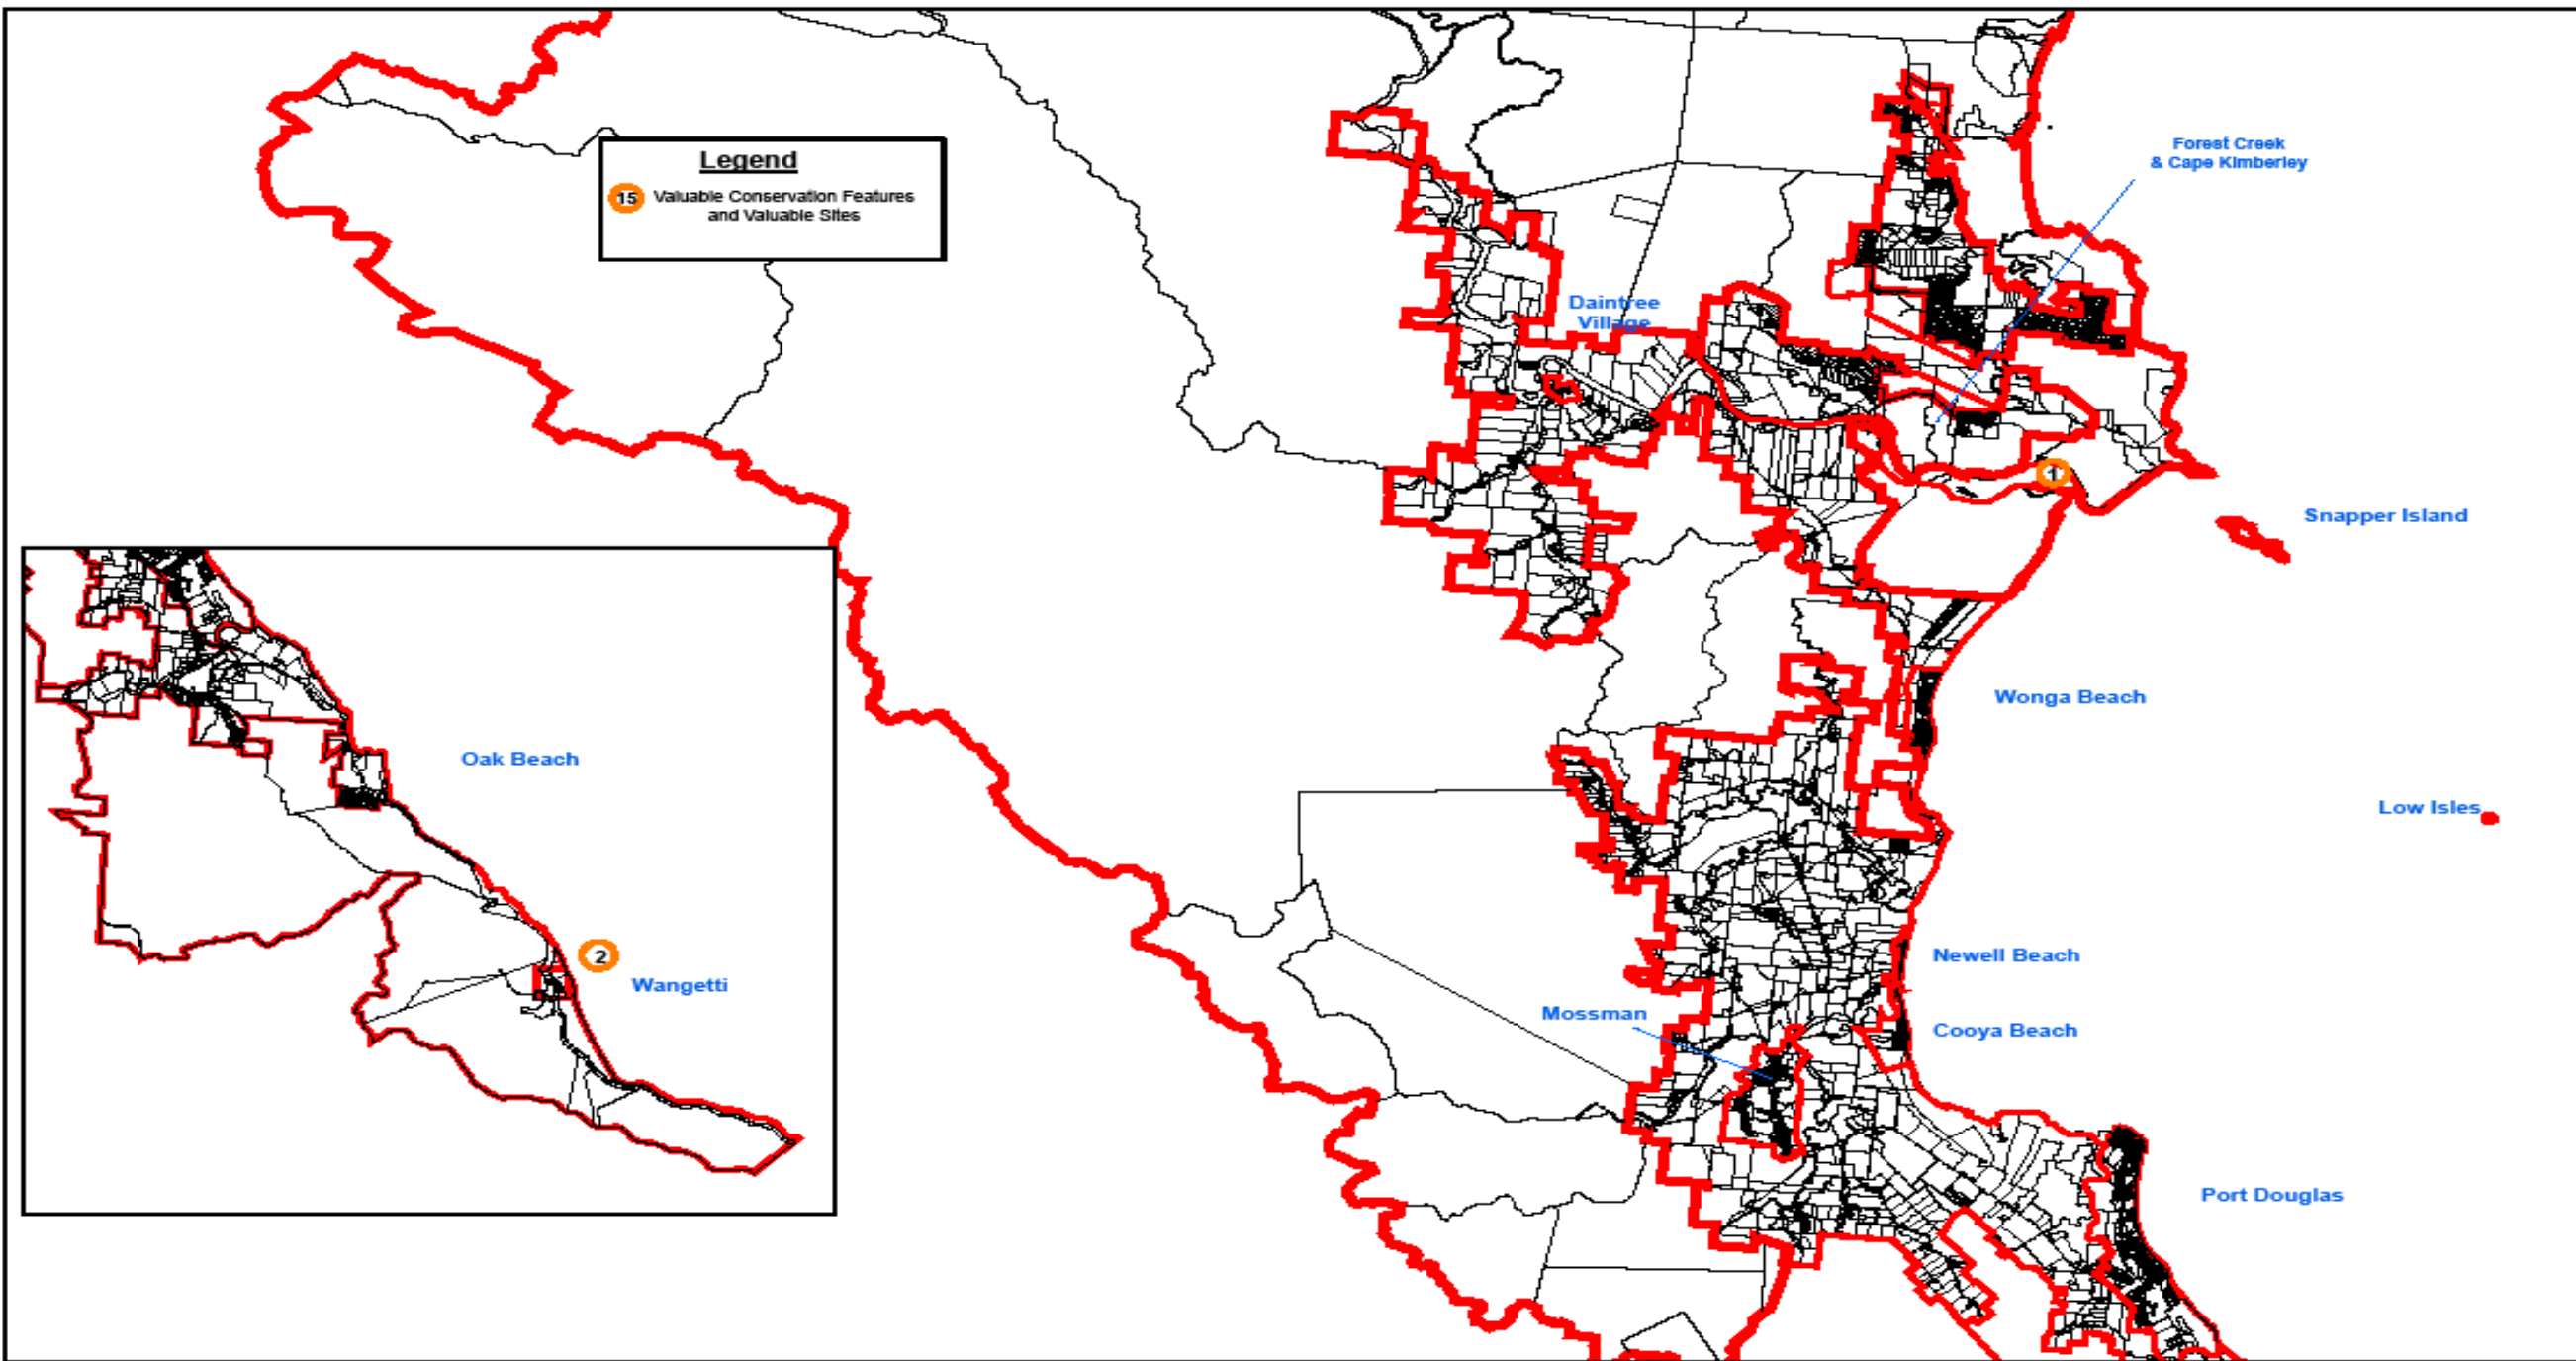 Legend
15 Valuable Conservation Features
and Valuable Sites
Forest Creek
& Cape Kimberley
Daintree
Village
1
Snapper Island
Wonga Beach
Oak Beach
Low Isles
2
Wangetti
Newell Beach
Mossman
Cooya Beach
Port Douglas